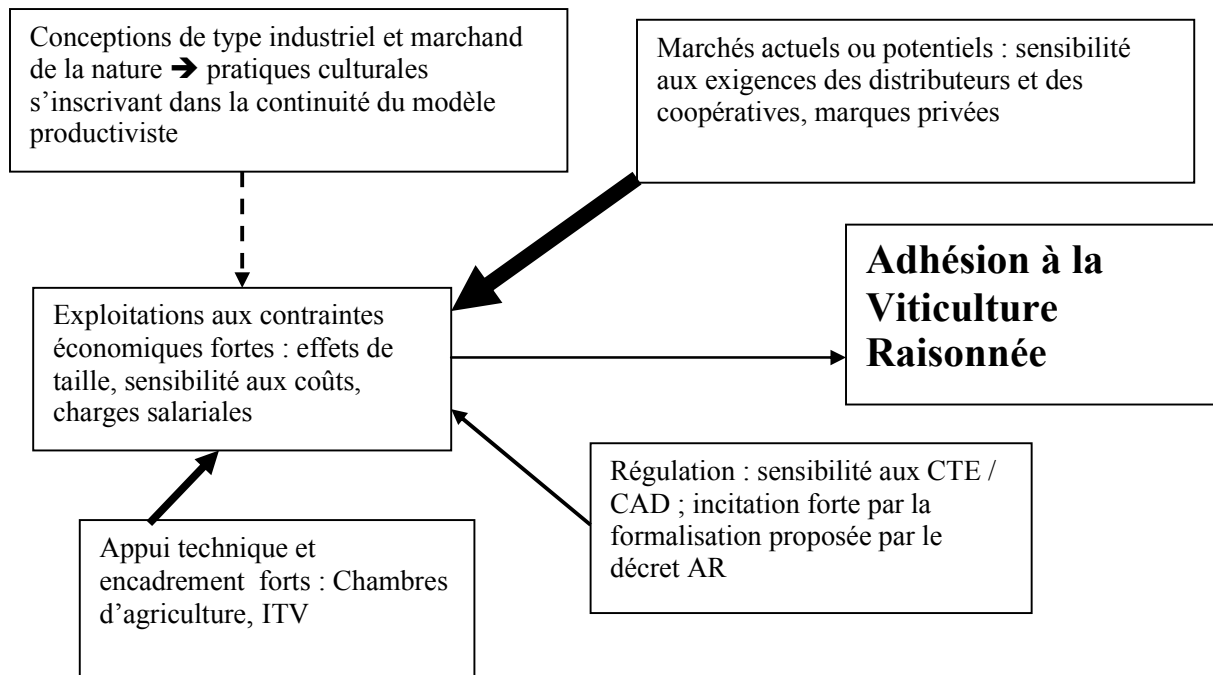 Conceptions de type industriel et marchand
de la nature ➔ pratiques culturales
s’inscrivant dans la continuité du modèle
productiviste
Marchés actuels ou potentiels : sensibilité
aux exigences des distributeurs et des
coopératives, marques privées
Adhésion à la
Viticulture
Raisonnée
Exploitations aux contraintes
économiques fortes : effets de
taille, sensibilité aux coûts,
charges salariales
Régulation : sensibilité aux CTE /
CAD ; incitation forte par la
formalisation proposée par le
décret AR
Appui technique et
encadrement  forts : Chambres
d’agriculture, ITV